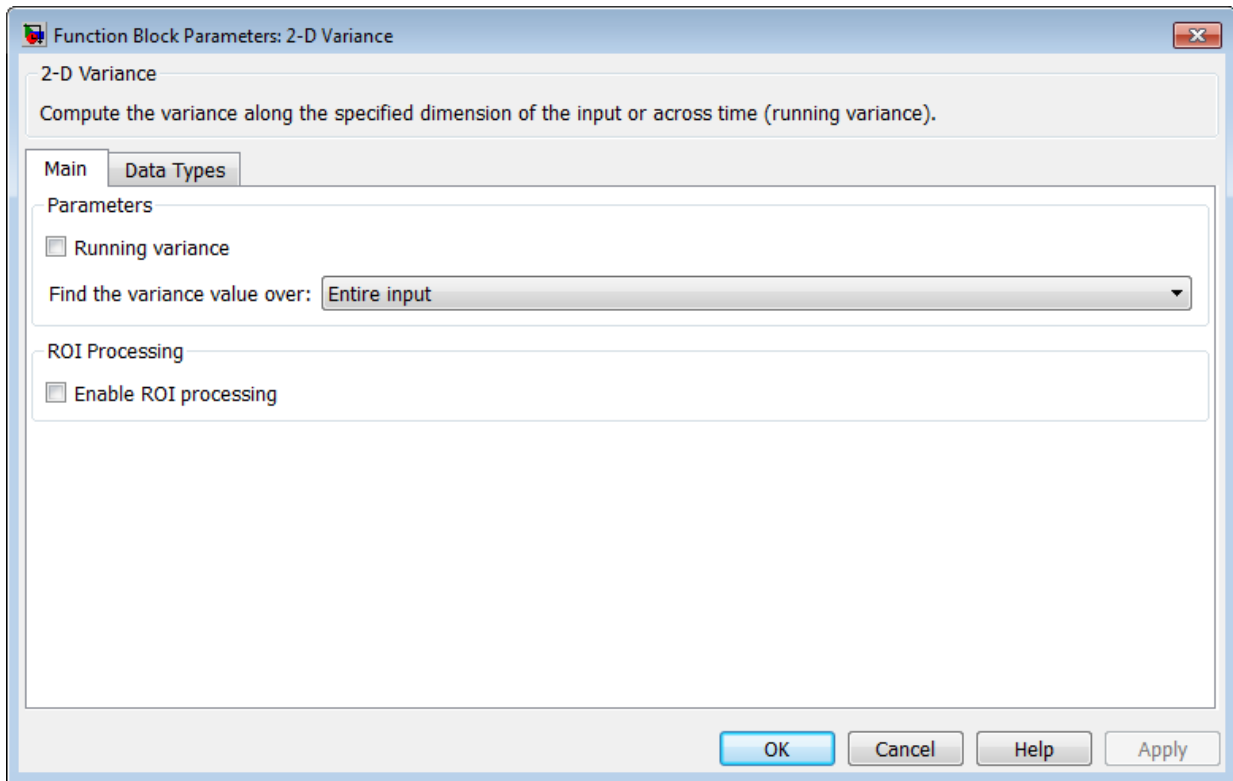 Function Block Parameters: 2-D Variance
2-D Variance
Compute the variance along the specified dimension of the input or across time (running variance).
Main Data Types
Parameters
Running variance
Find the variance value over: Entire input
ROI Processing
Enable ROI processing
OK Cancel Help Apply